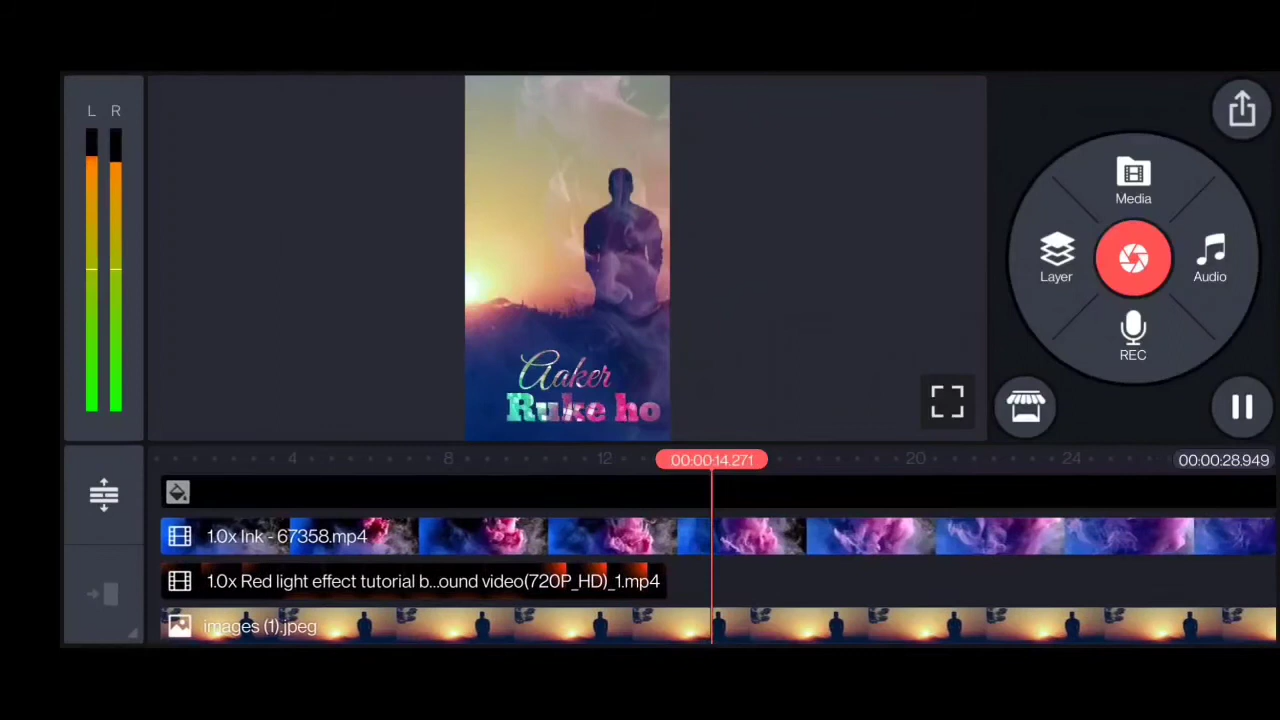 L R
Media
Layer
Audio
REC
Aaker
Ruke ho
4 8 12 00:00:14.271 20 24 00:00:28.949
1.0x Ink - 67358.mp4
1.0x Red light effect tutorial b...ound video(720P_HD)_1.mp4
images (1).jpeg